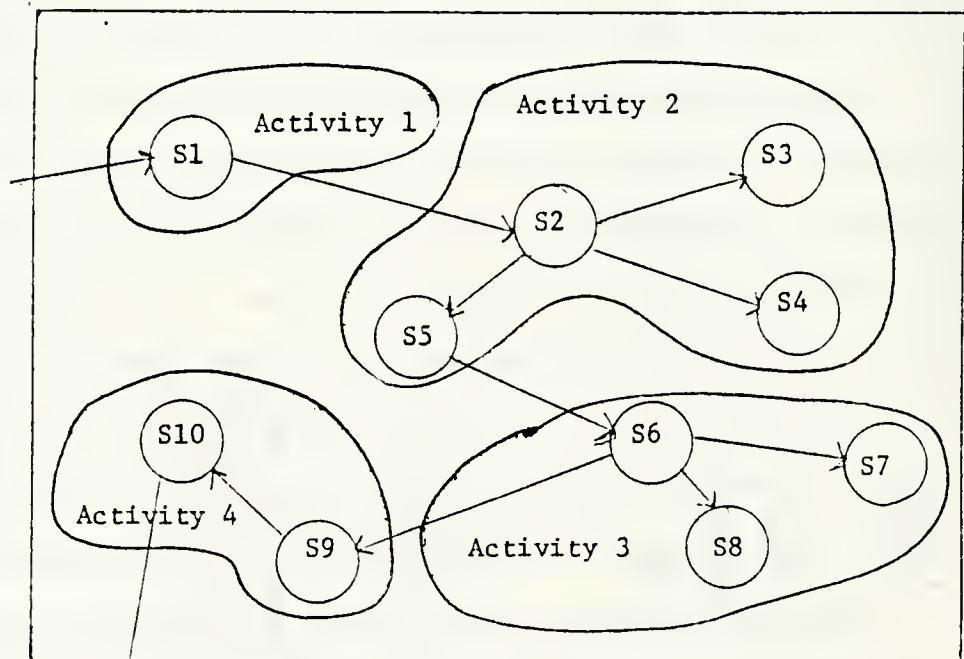 Activity 1
S1
Activity 2
S3
S2
S4
S5
S10
S6
S7
Activity 4
S9
Activity 3
S8